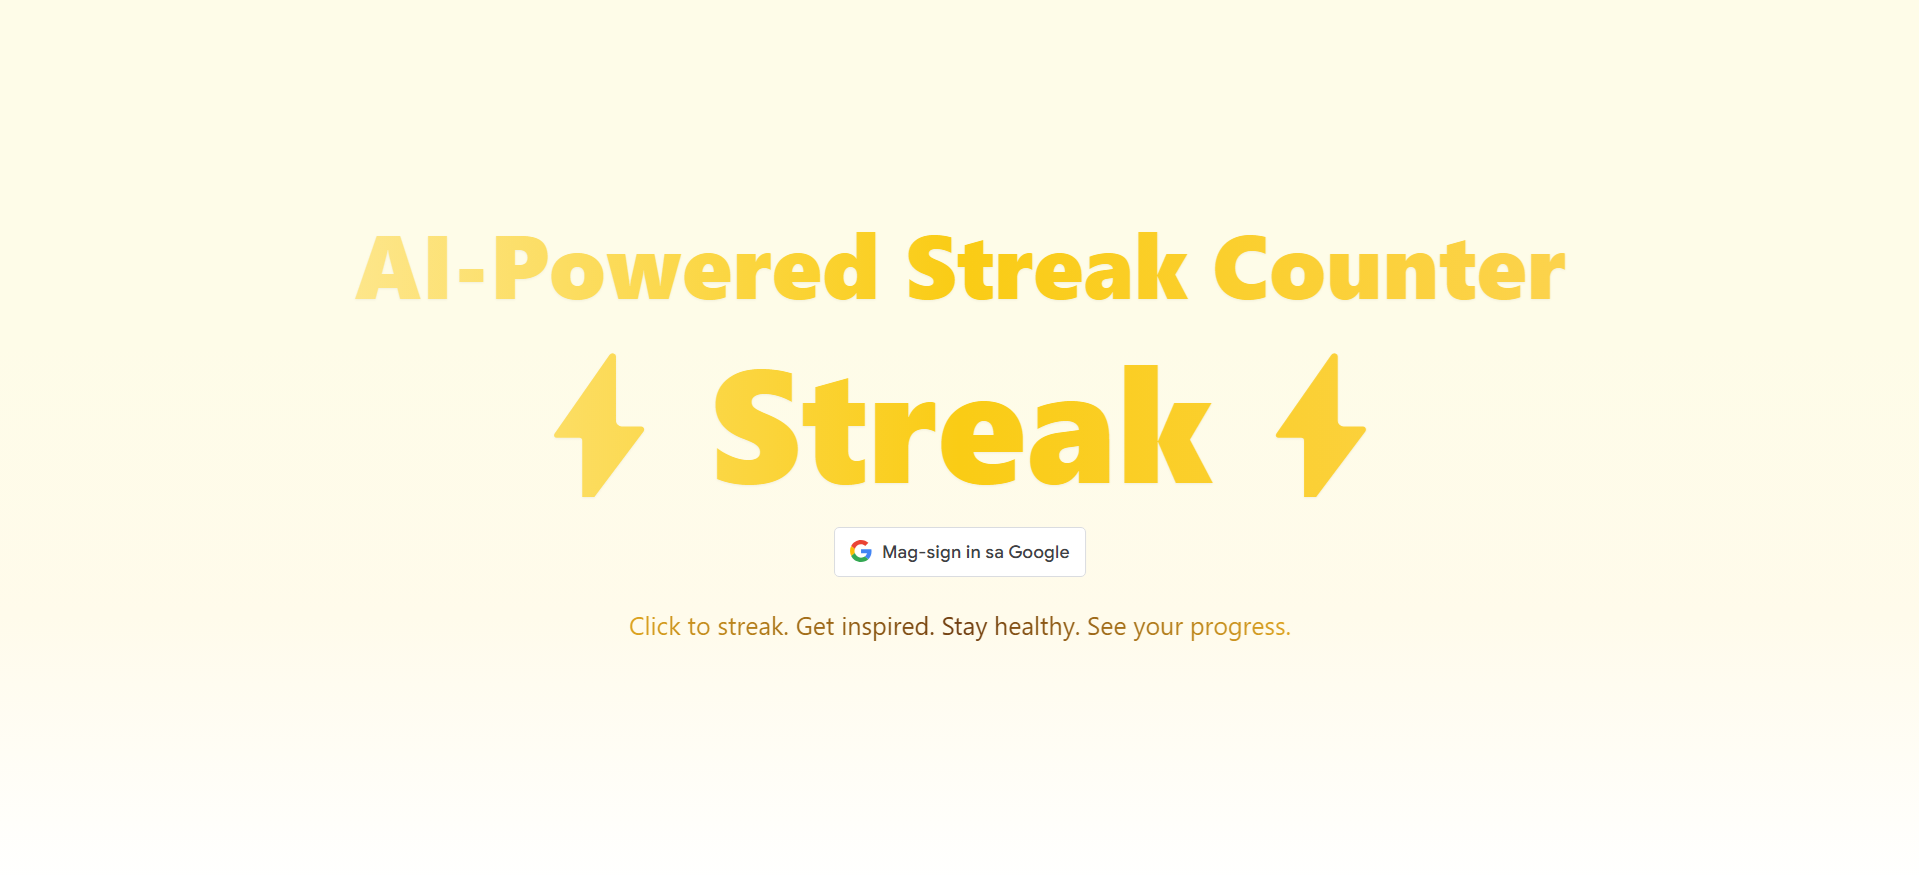 AI-Powered Streak Counter
Streak
Mag-sign in sa Google
Click to streak. Get inspired. Stay healthy. See your progress.